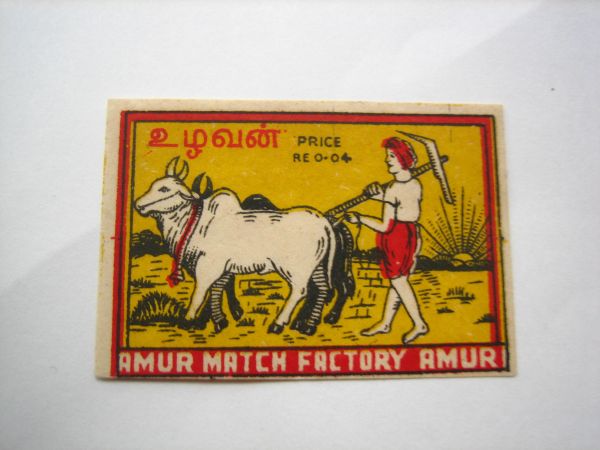 உழவன்
PRICE
RE 0-04
AMUR MATCH FACTORY AMUR